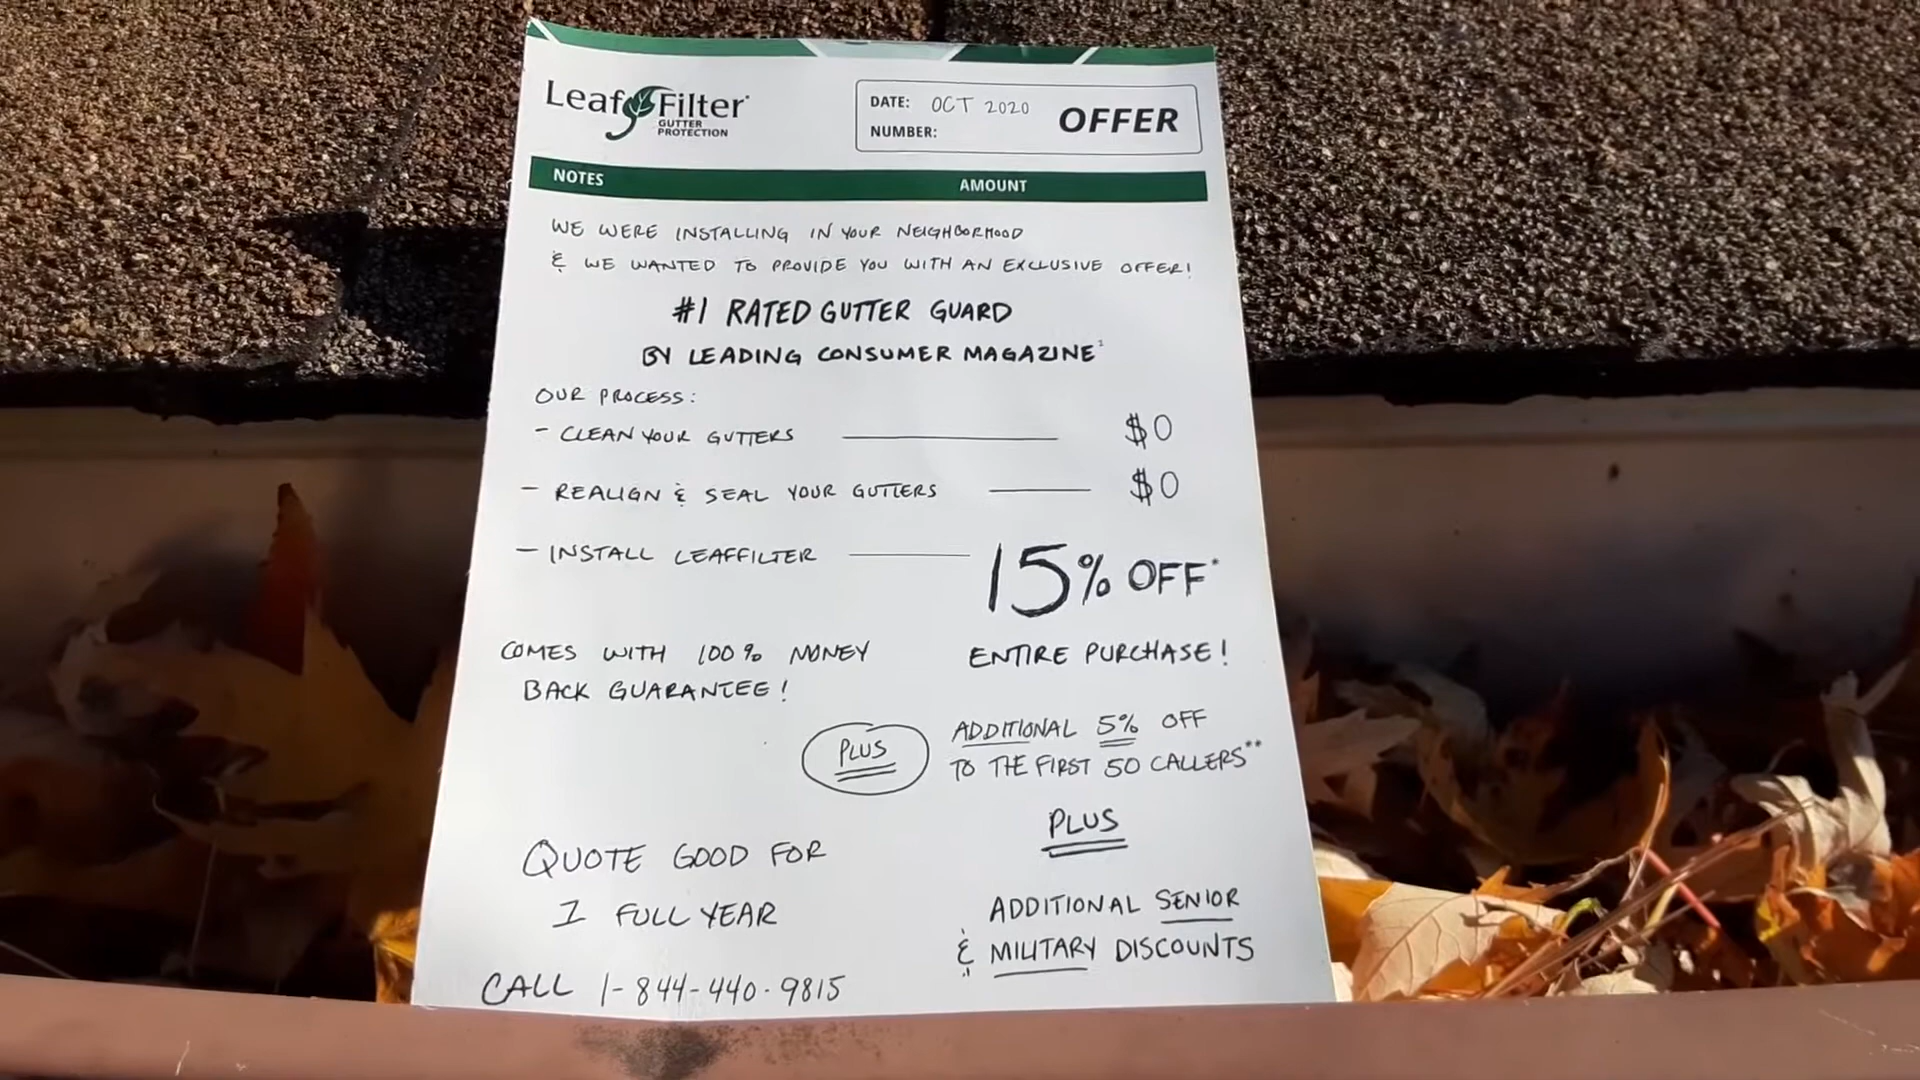 LeafFilter
GUTTER
PROTECTION
DATE: OCT 2020
NUMBER:
OFFER
NOTES AMOUNT
WE WERE INSTALLING IN YOUR NEIGHBORHOOD
& WE WANTED TO PROVIDE YOU WITH AN EXCLUSIVE OFFER!
#1 RATED GUTTER GUARD
BY LEADING CONSUMER MAGAZINE¹
OUR PROCESS:
- CLEAN YOUR GUTTERS $0
- REALIGN & SEAL YOUR GUTTERS $0
- INSTALL LEAFFILTER 15% OFF*
ENTIRE PURCHASE!
COMES WITH 100% MONEY
BACK GUARANTEE!
PLUS
ADDITIONAL 5% OFF
TO THE FIRST 50 CALLERS**
PLUS
ADDITIONAL SENIOR
& MILITARY DISCOUNTS
QUOTE GOOD FOR
1 FULL YEAR
CALL 1-844-440-9815